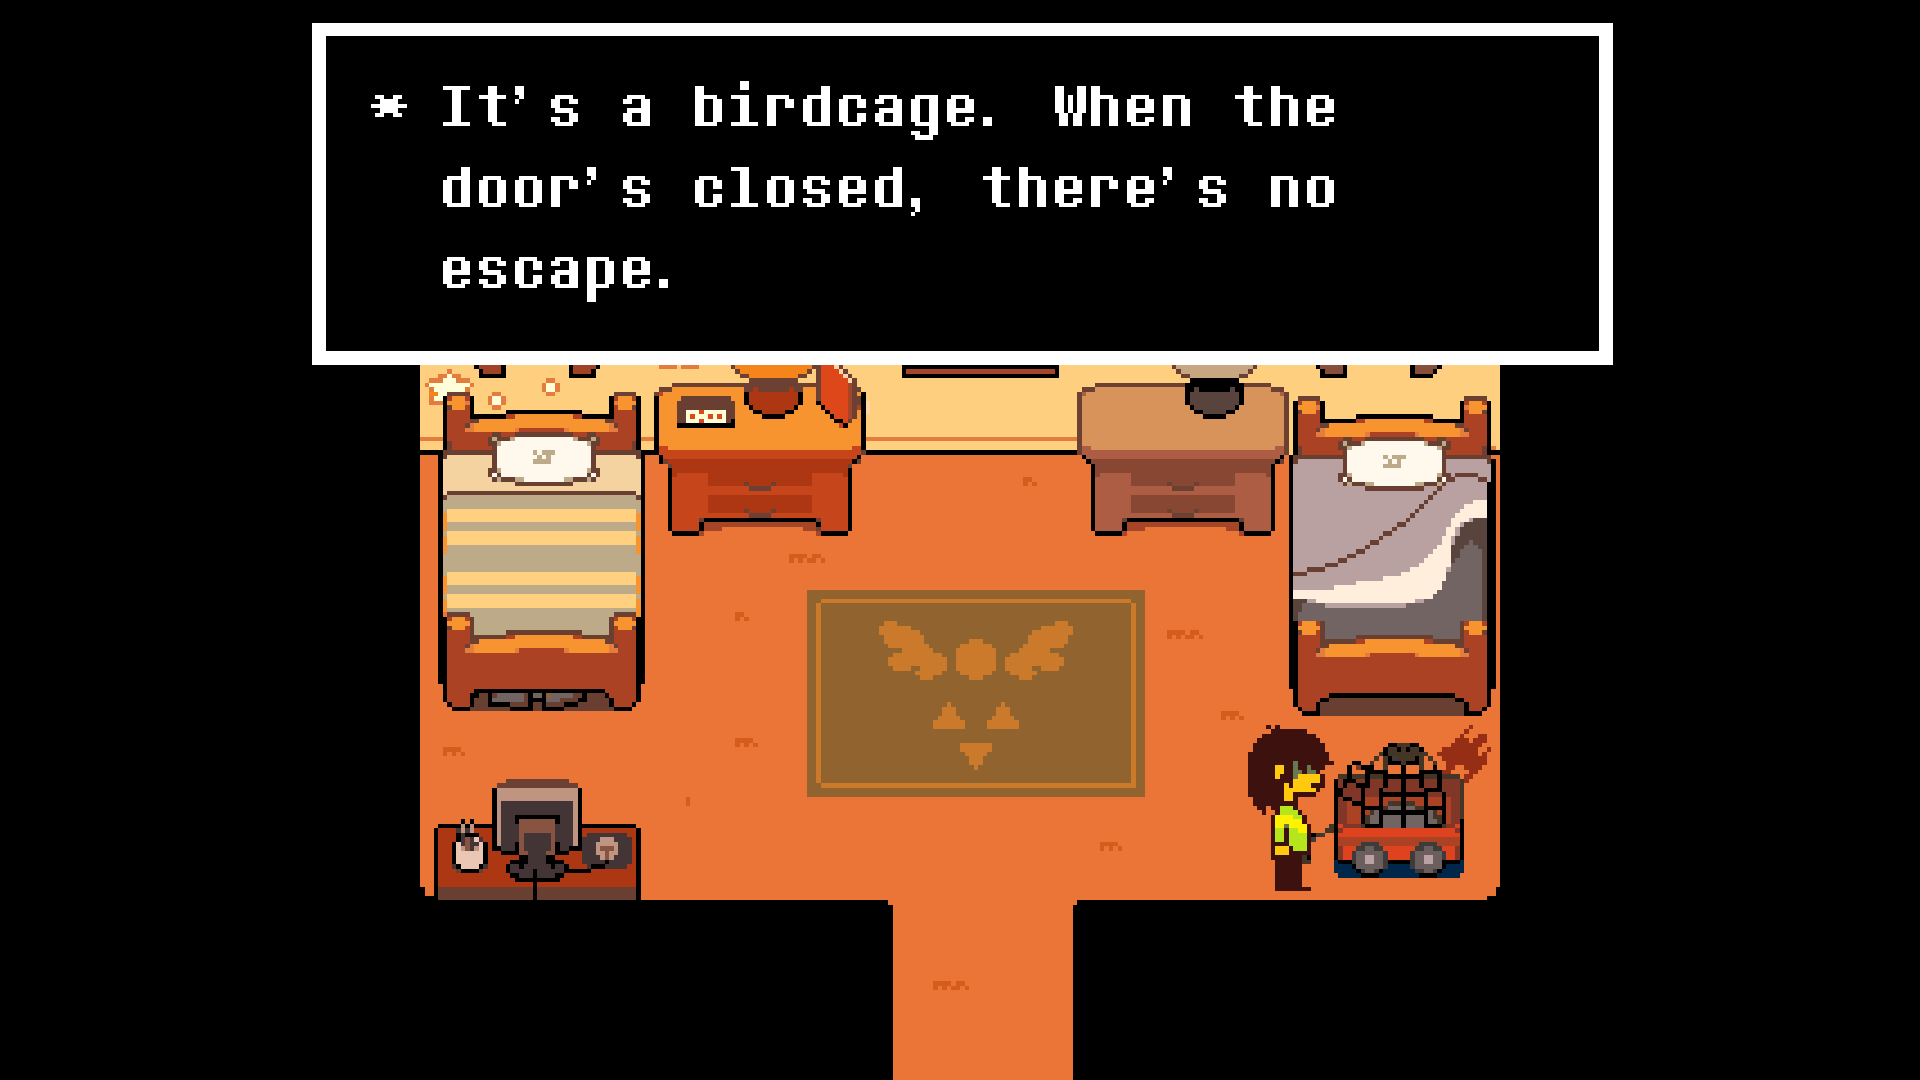 * It's a birdcage. When the
door's closed, there's no
escape.